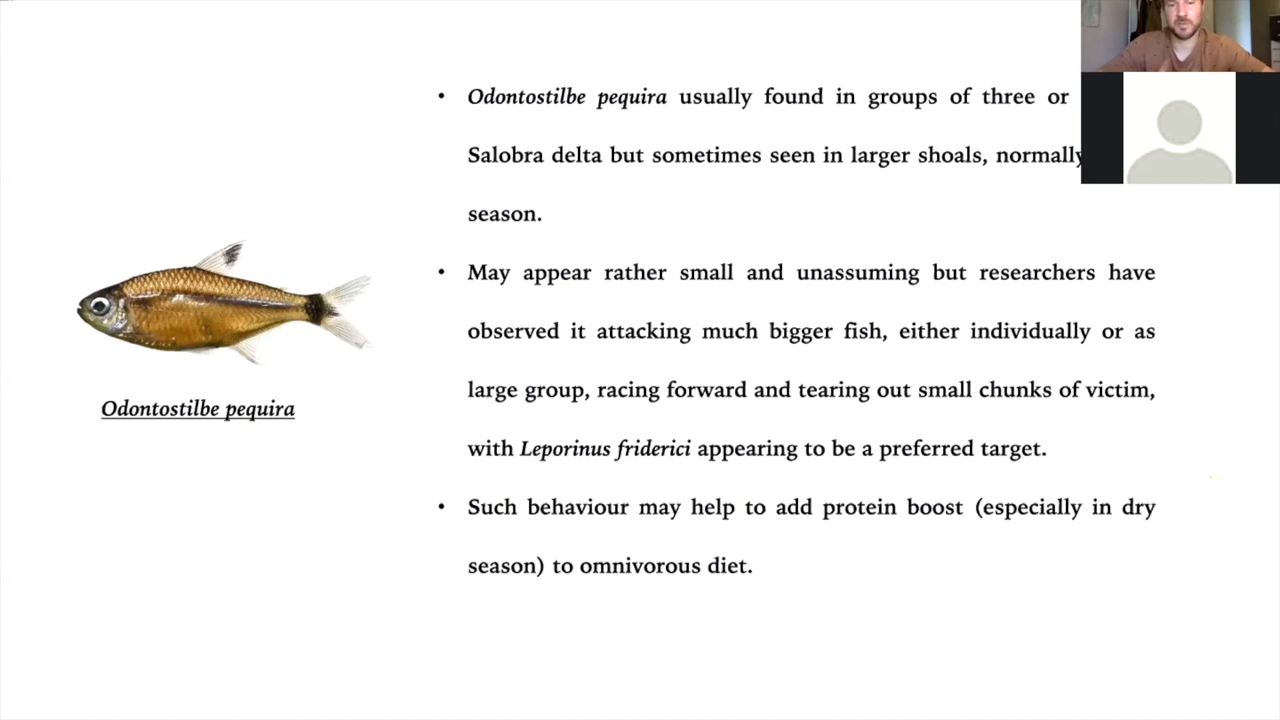 • Odontostilbe pequira usually found in groups of three or
Salobra delta but sometimes seen in larger shoals, normally
season.
• May appear rather small and unassuming but researchers have
observed it attacking much bigger fish, either individually or as
large group, racing forward and tearing out small chunks of victim,
with Leporinus friderici appearing to be a preferred target.
• Such behaviour may help to add protein boost (especially in dry
season) to omnivorous diet.
Odontostilbe pequira